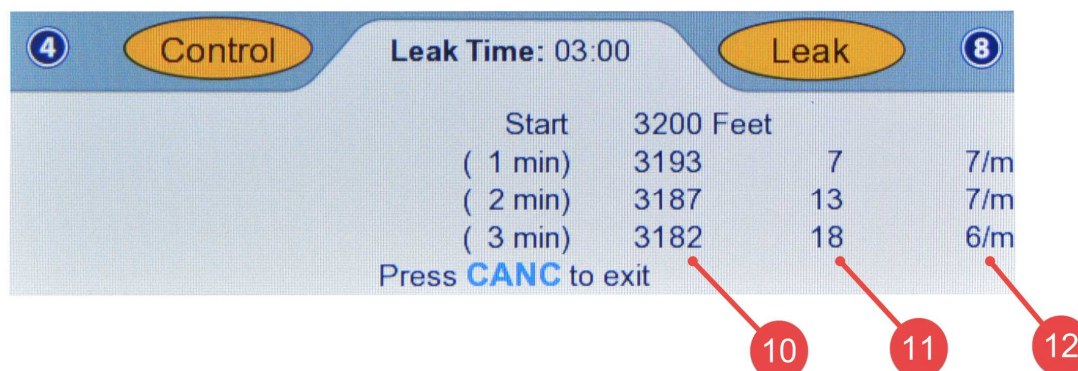 4 Control Leak Time: 03:00 Leak 8
Start 3200 Feet
( 1 min) 3193 7 7/m
( 2 min) 3187 13 7/m
( 3 min) 3182 18 6/m
Press CANC to exit
10 11 12